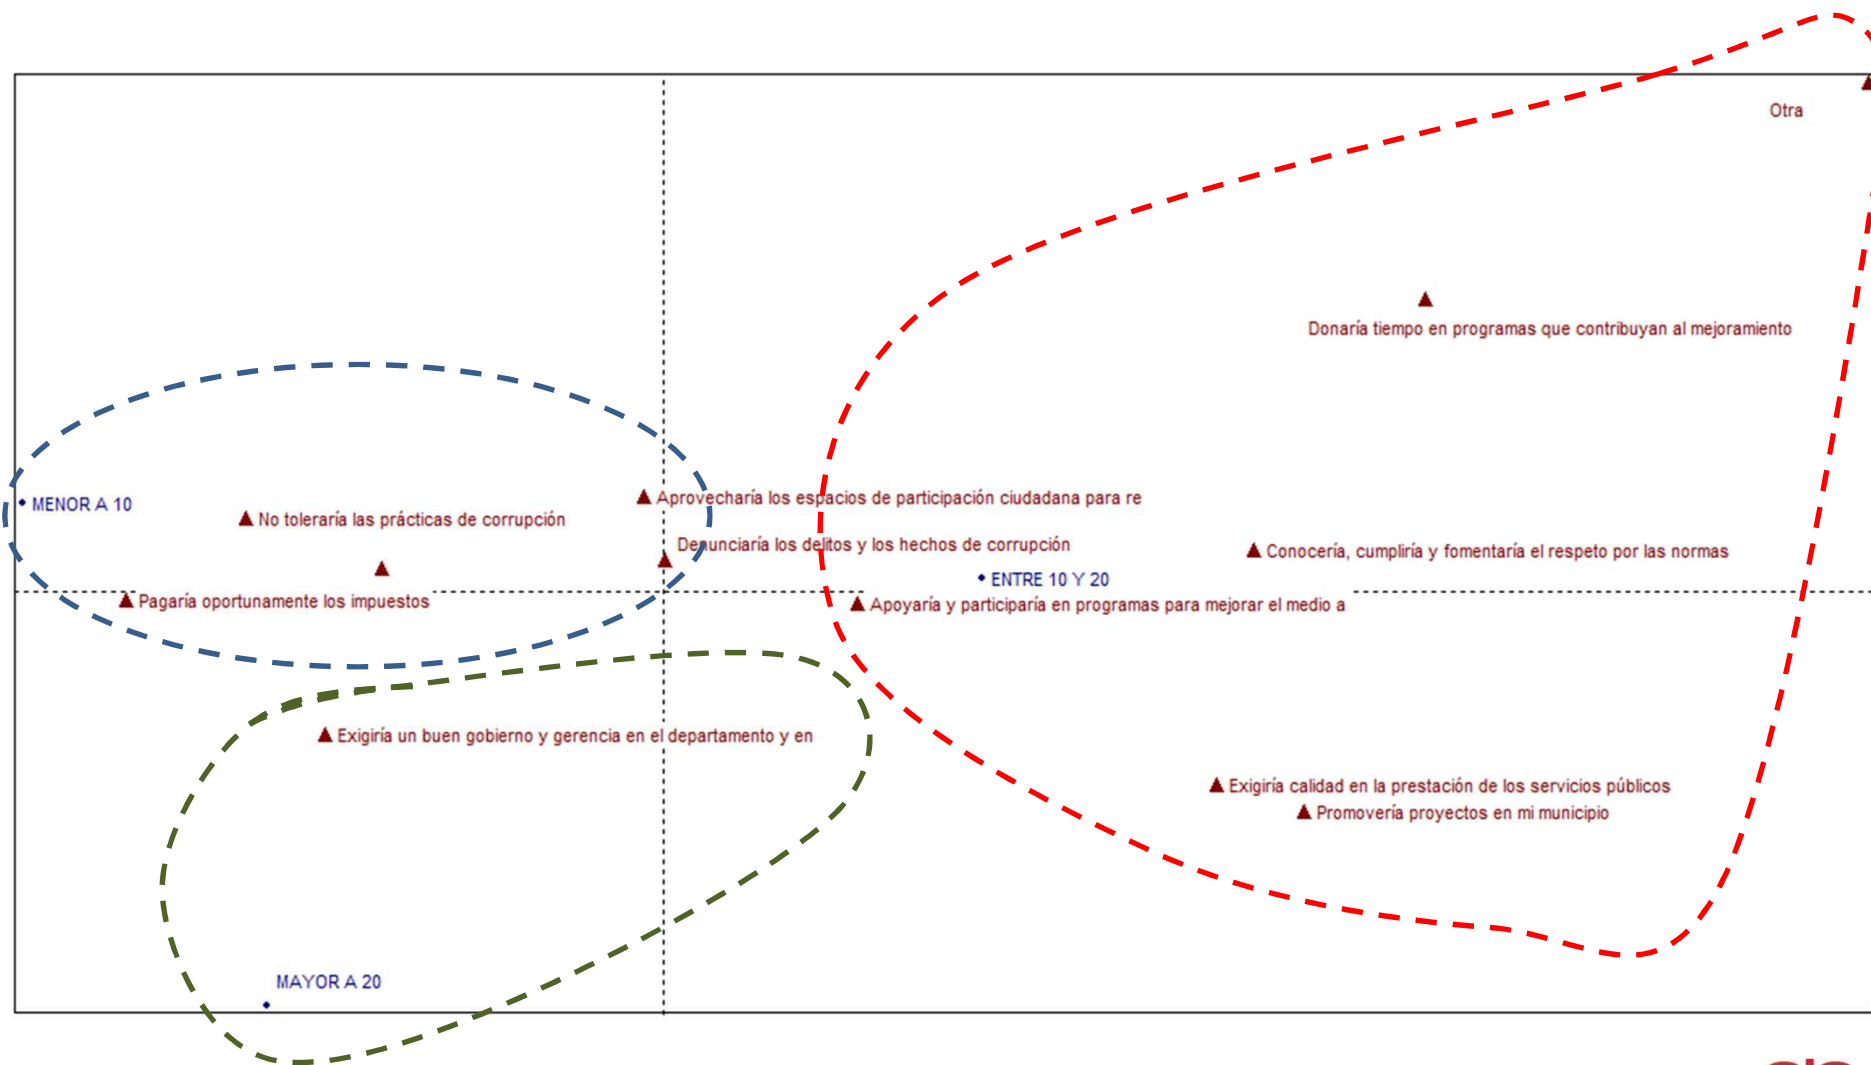 Otra
Donaría tiempo en programas que contribuyan al mejoramiento
MENOR A 10
Aprovecharía los espacios de participación ciudadana para re
No toleraría las prácticas de corrupción
Denunciaría los delitos y los hechos de corrupción
Conocería, cumpliría y fomentaría el respeto por las normas
ENTRE 10 Y 20
Pagaría oportunamente los impuestos
Apoyaría y participaría en programas para mejorar el medio a
Exigiría un buen gobierno y gerencia en el departamento y en
Exigiría calidad en la prestación de los servicios públicos
Promovería proyectos en mi municipio
MAYOR A 20